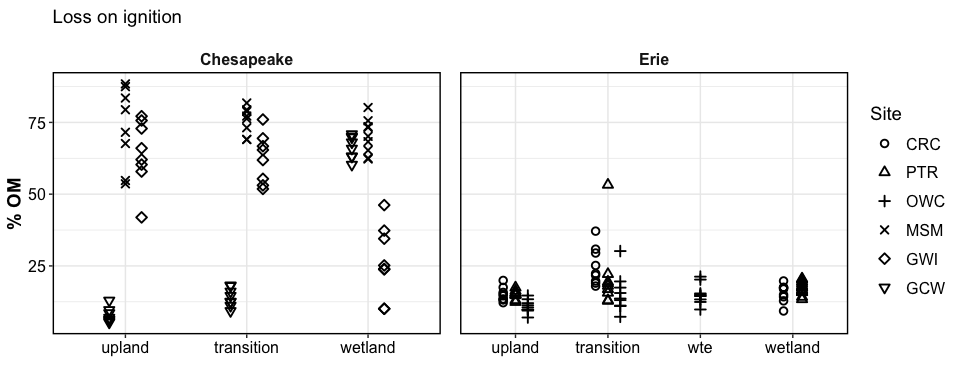 Loss on ignition
Chesapeake
Erie
% OM
75
50
25
upland
transition
wetland
upland
transition
wte
wetland
Site
CRC
PTR
OWC
MSM
GWI
GCW